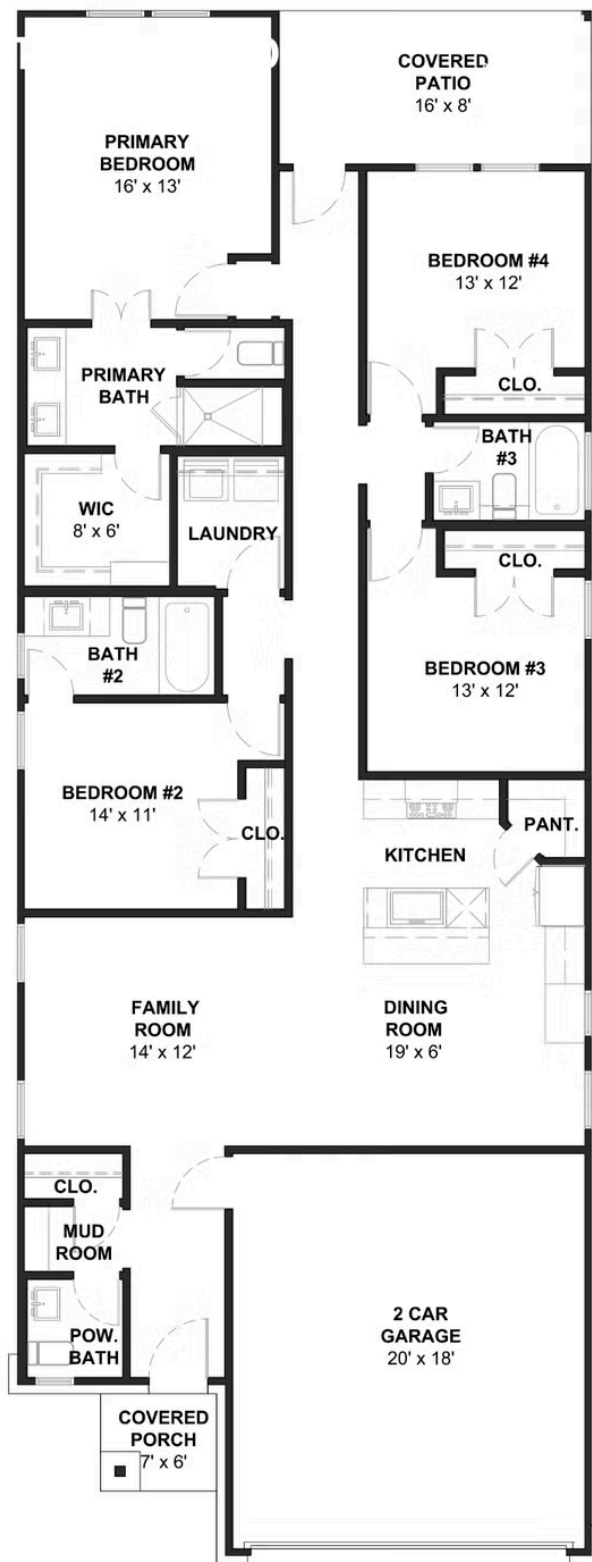 COVERED
PATIO
16' x 8'
PRIMARY
BEDROOM
16' x 13'
BEDROOM #4
13' x 12'
PRIMARY
BATH
CLO.
BATH
#3
WIC
8' x 6'
LAUNDRY
CLO.
BATH
#2
BEDROOM #3
13' x 12'
BEDROOM #2
14' x 11'
CLO.
PANT.
KITCHEN
FAMILY
ROOM
14' x 12'
DINING
ROOM
19' x 6'
CLO.
MUD
ROOM
POW.
BATH
2 CAR
GARAGE
20' x 18'
COVERED
PORCH
7' x 6'